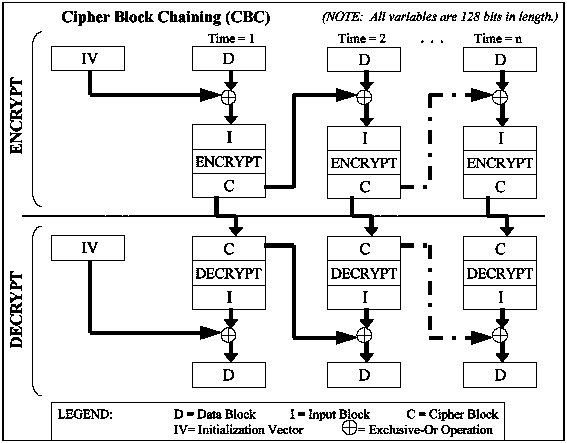 Cipher Block Chaining (CBC) (NOTE: All variables are 128 bits in length.)
Time = 1 Time = 2 . . . Time = n
IV D D D
ENCRYPT
I I I
ENCRYPT ENCRYPT ENCRYPT
C C C
IV C C C
DECRYPT DECRYPT DECRYPT
DECRYPT
I I I
D D D
LEGEND: D = Data Block I = Input Block C = Cipher Block
IV= Initialization Vector ⊕= Exclusive-Or Operation